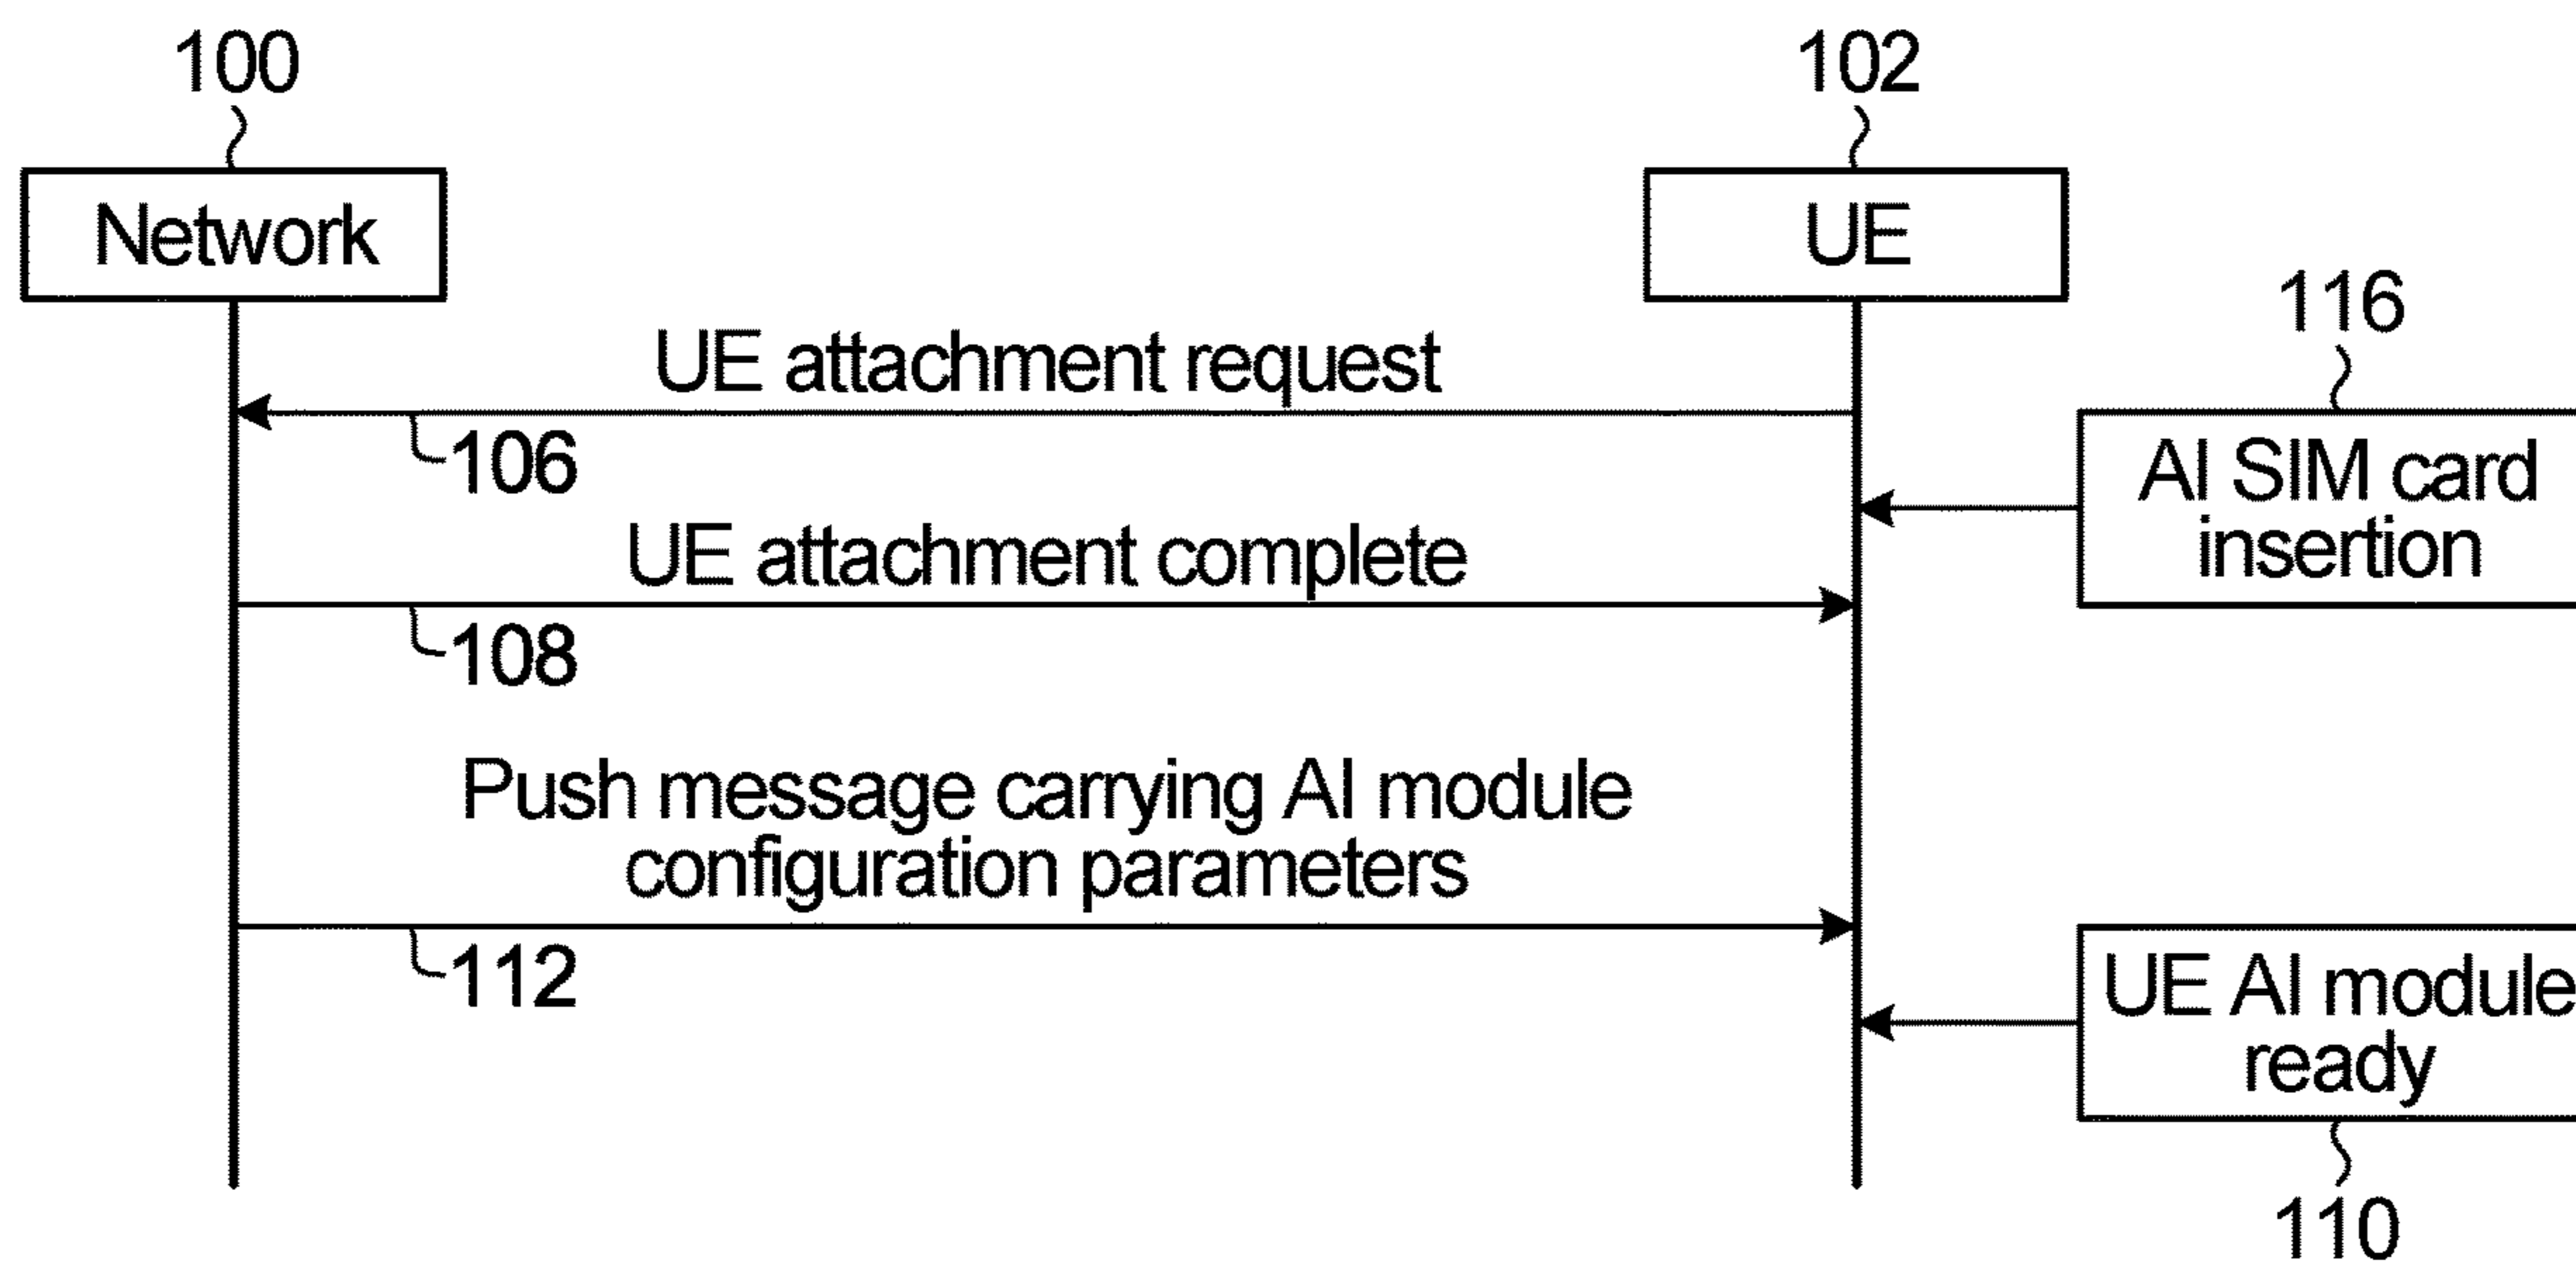 100
102
Network
UE
116
UE attachment request
106
AI SIM card
insertion
UE attachment complete
108
Push message carrying AI module
configuration parameters
112
UE AI module
ready
110